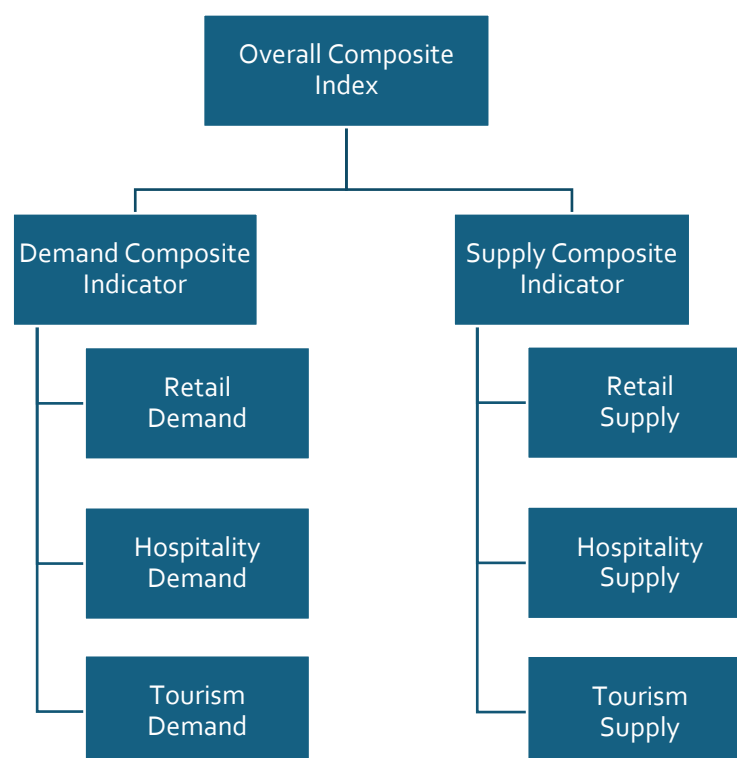 Overall Composite
Index
Demand Composite
Indicator
Supply Composite
Indicator
Retail
Demand
Retail
Supply
Hospitality
Demand
Hospitality
Supply
Tourism
Demand
Tourism
Supply